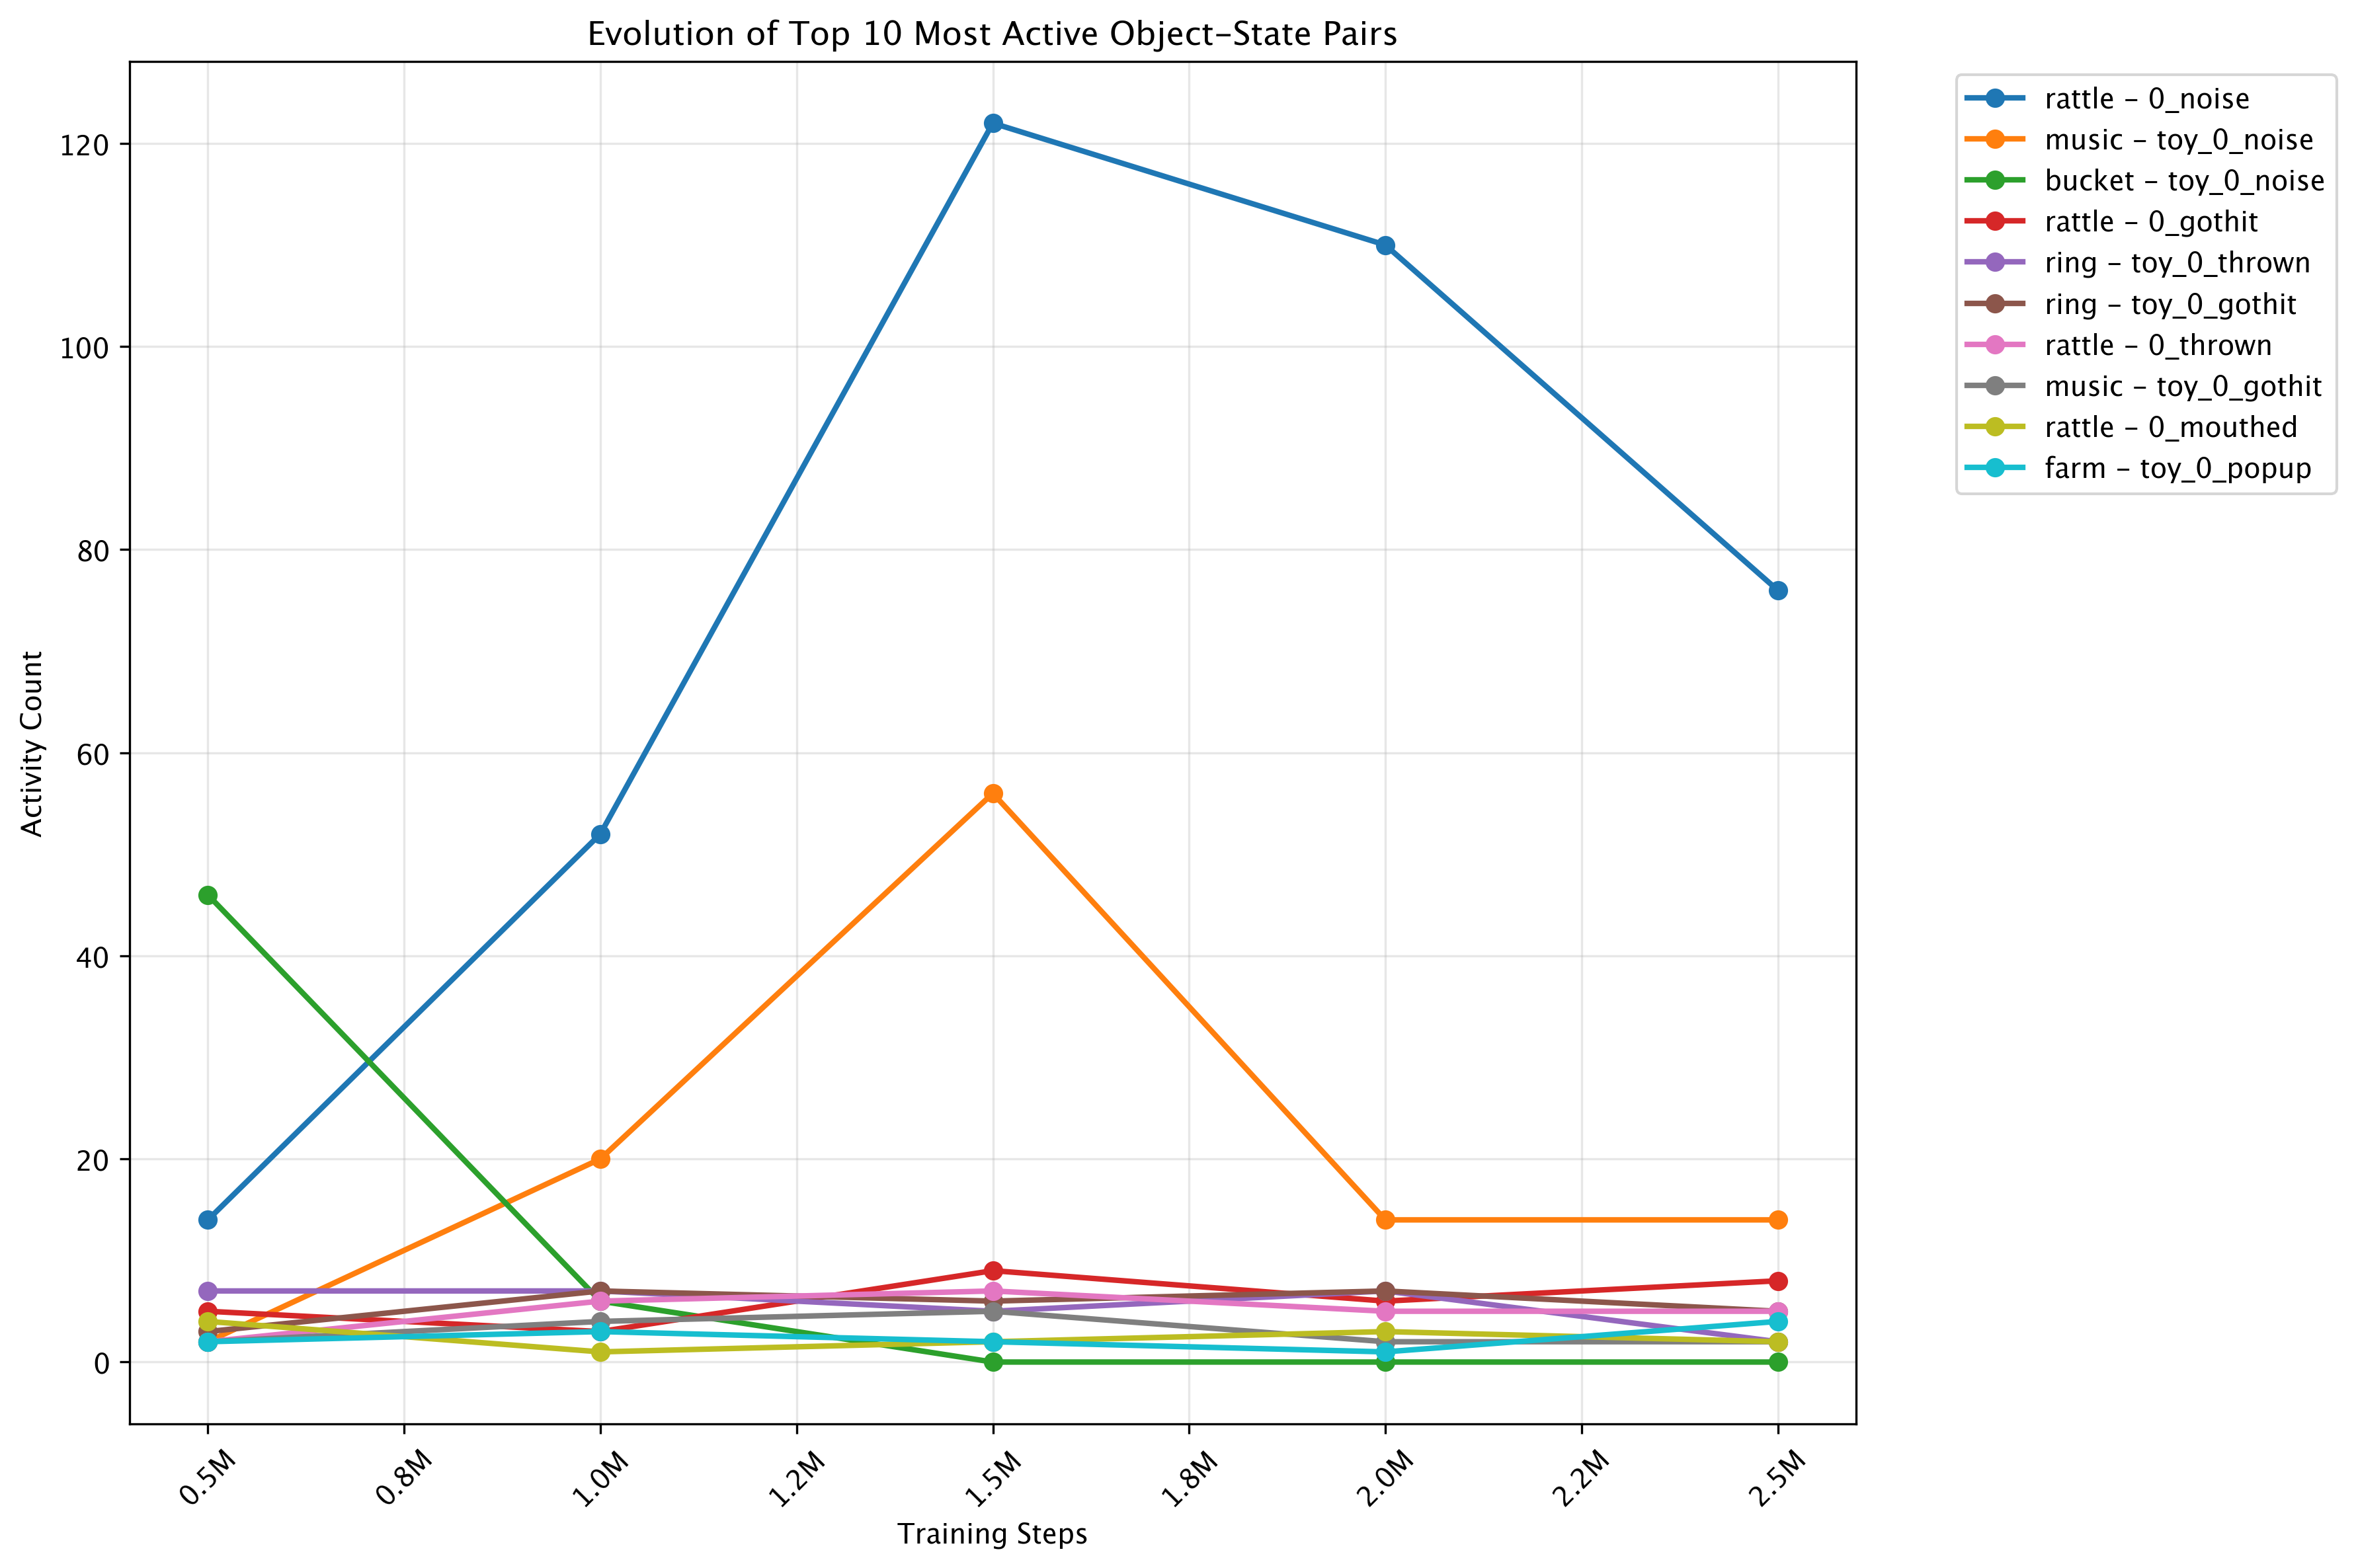 Evolution of Top 10 Most Active Object-State Pairs
120
100
80
60
40
20
0
Activity Count
0.5M
0.8M
1.0M
1.2M
1.5M
1.8M
2.0M
2.2M
2.5M
Training Steps
rattle - 0_noise
music - toy_0_noise
bucket - toy_0_noise
rattle - 0_gothit
ring - toy_0_thrown
ring - toy_0_gothit
rattle - 0_thrown
music - toy_0_gothit
rattle - 0_mouthed
farm - toy_0_popup